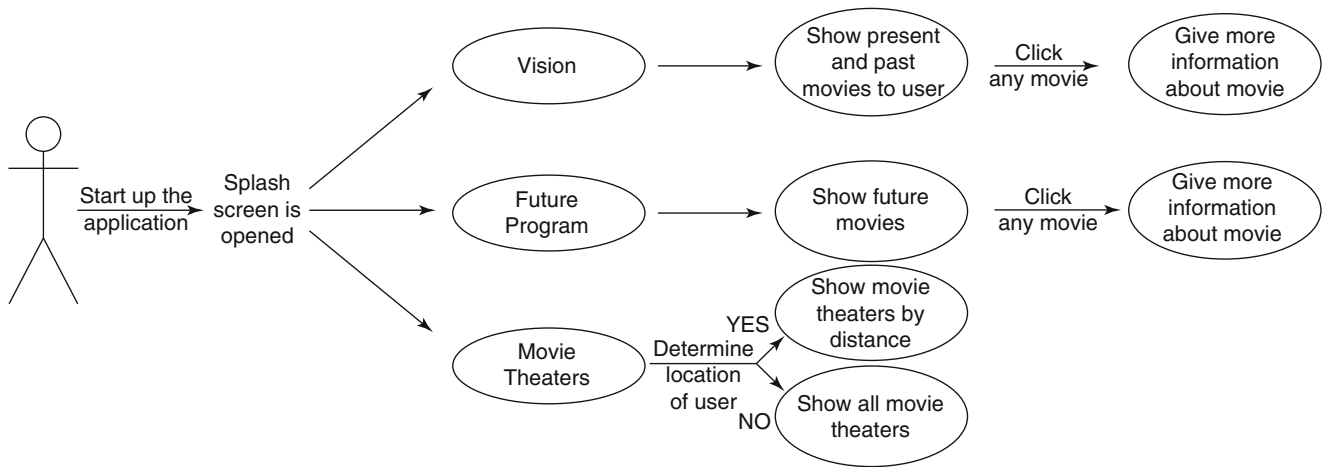 Start up the
application
Splash
screen is
opened
Vision
Show present
and past
movies to user
Click
any movie
Give more
information
about movie
Future
Program
Show future
movies
Click
any movie
Give more
information
about movie
Movie
Theaters
Determine
location
of user
YES
Show movie
theaters by
distance
NO
Show all movie
theaters